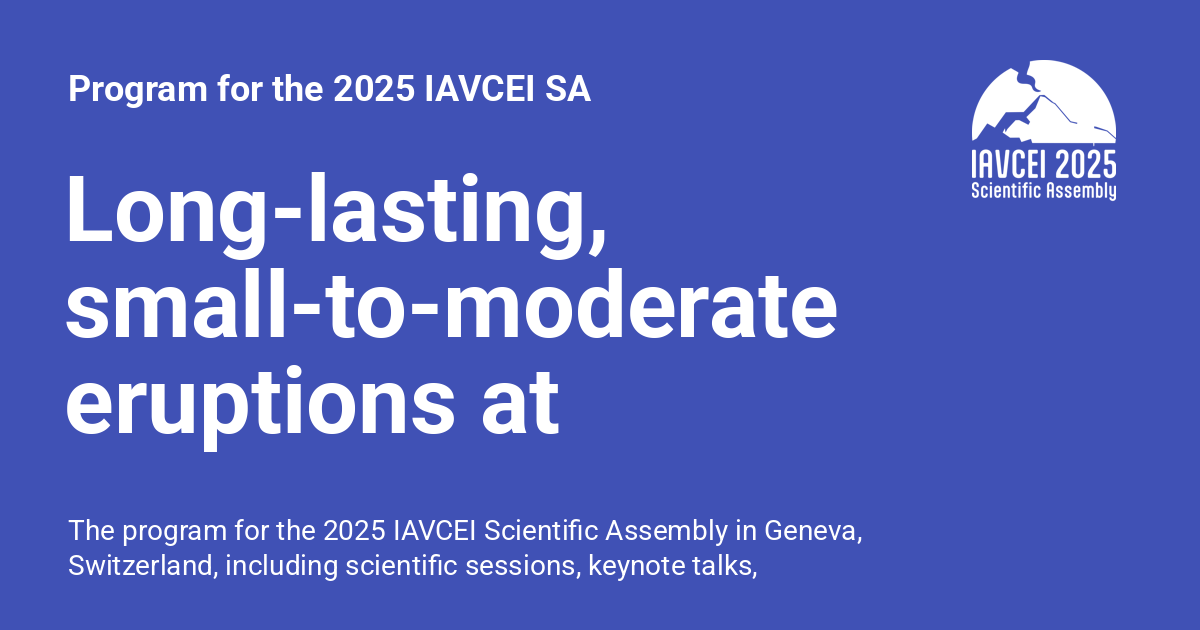 Program for the 2025 IAVCEI SA
IAVCEI 2025
Scientific Assembly
Long-lasting,
small-to-moderate
eruptions at
The program for the 2025 IAVCEI Scientific Assembly in Geneva,
Switzerland, including scientific sessions, keynote talks,